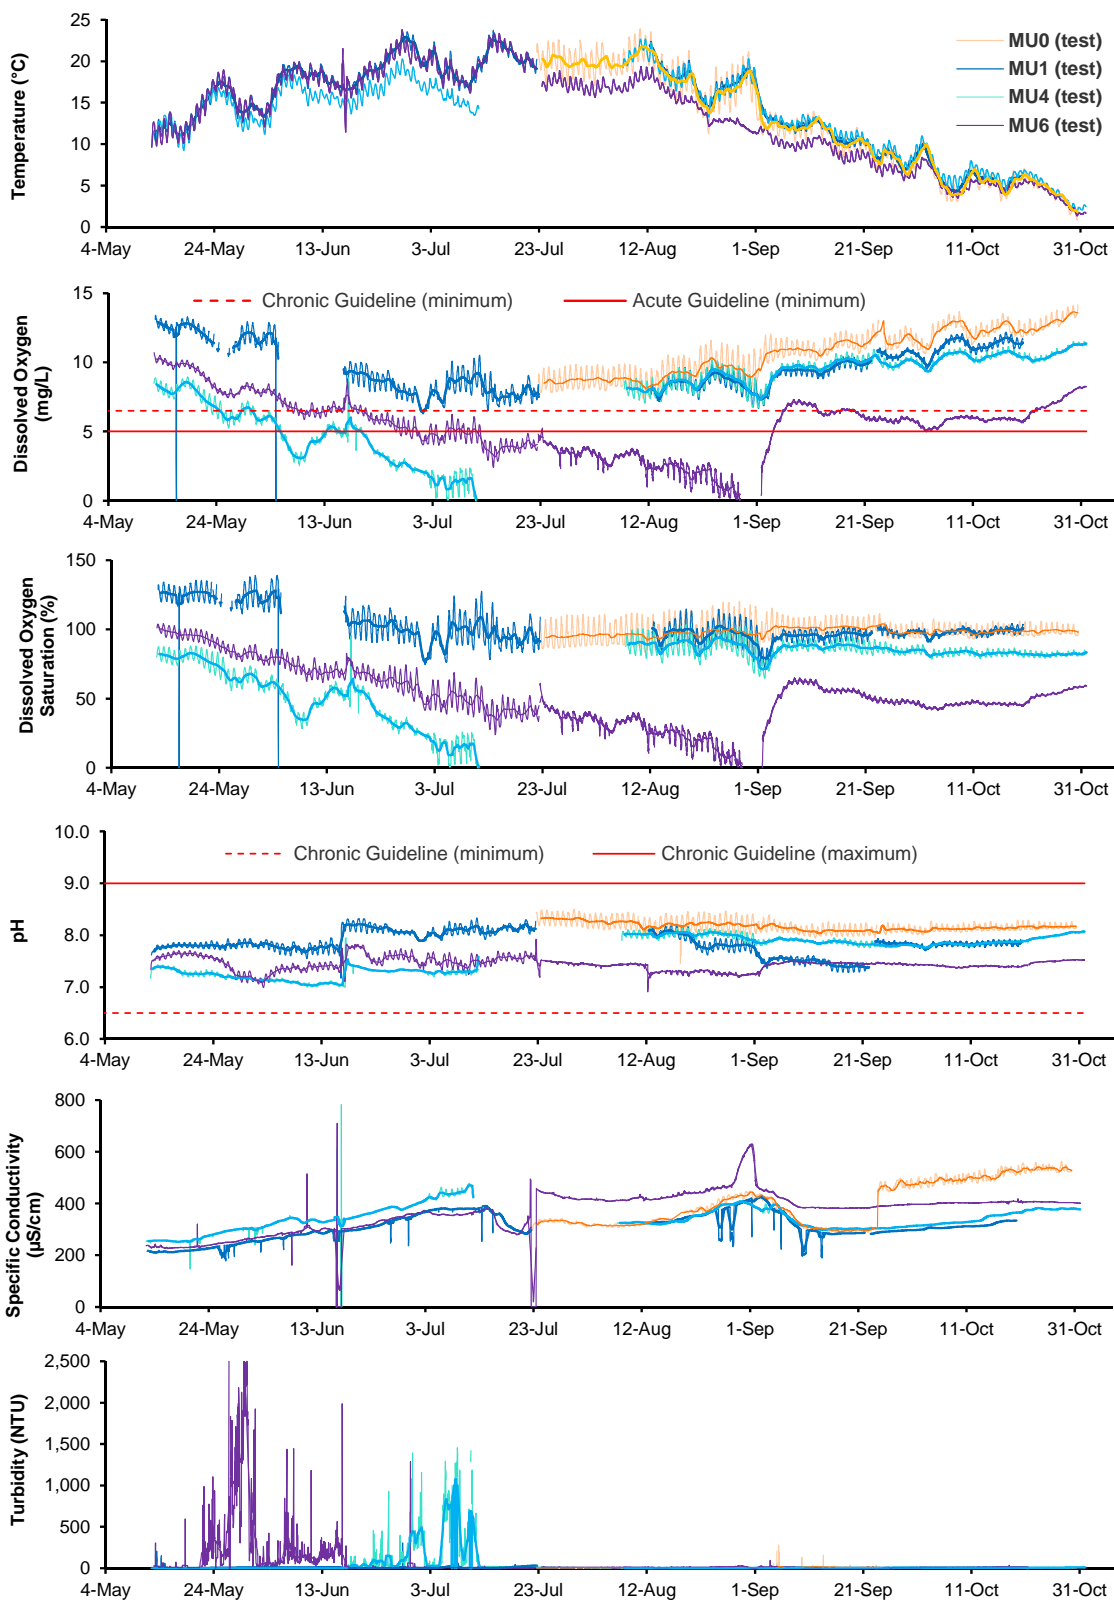 25
20
15
10
5
0
Temperature (°C)
MU0 (test)
MU1 (test)
MU4 (test)
MU6 (test)
4-May 24-May 13-Jun 3-Jul 23-Jul 12-Aug 1-Sep 21-Sep 11-Oct 31-Oct
15
10
5
0
Dissolved Oxygen
(mg/L)
Chronic Guideline (minimum) Acute Guideline (minimum)
4-May 24-May 13-Jun 3-Jul 23-Jul 12-Aug 1-Sep 21-Sep 11-Oct 31-Oct
150
100
50
0
Dissolved Oxygen
Saturation (%)
4-May 24-May 13-Jun 3-Jul 23-Jul 12-Aug 1-Sep 21-Sep 11-Oct 31-Oct
10.0
9.0
8.0
7.0
6.0
pH
Chronic Guideline (minimum) Chronic Guideline (maximum)
4-May 24-May 13-Jun 3-Jul 23-Jul 12-Aug 1-Sep 21-Sep 11-Oct 31-Oct
800
600
400
200
0
Specific Conductivity
(µS/cm)
4-May 24-May 13-Jun 3-Jul 23-Jul 12-Aug 1-Sep 21-Sep 11-Oct 31-Oct
2,500
2,000
1,500
1,000
500
0
Turbidity (NTU)
4-May 24-May 13-Jun 3-Jul 23-Jul 12-Aug 1-Sep 21-Sep 11-Oct 31-Oct